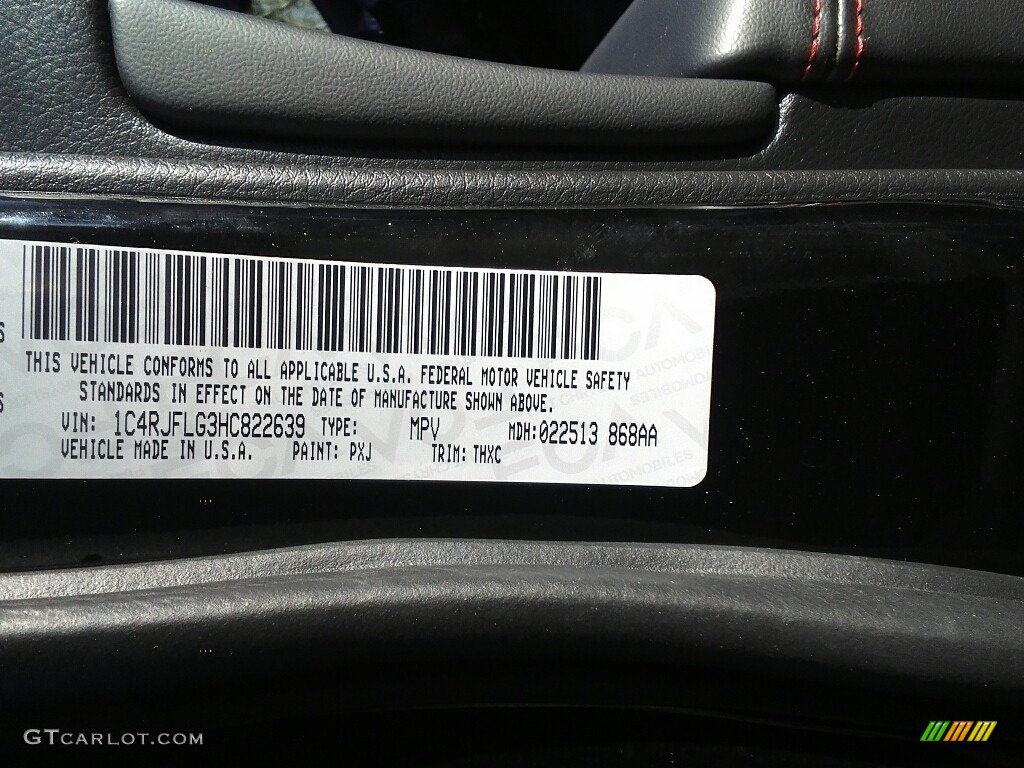 THIS VEHICLE CONFORMS TO ALL APPLICABLE U.S.A. FEDERAL MOTOR VEHICLE SAFETY
STANDARDS IN EFFECT ON THE DATE OF MANUFACTURE SHOWN ABOVE.
VIN: 1C4RJFLG3HC822639 TYPE: MPV MDH:022513 868AA
VEHICLE MADE IN U.S.A. PAINT: PXJ TRIM: THXC
GTCARLOT.COM